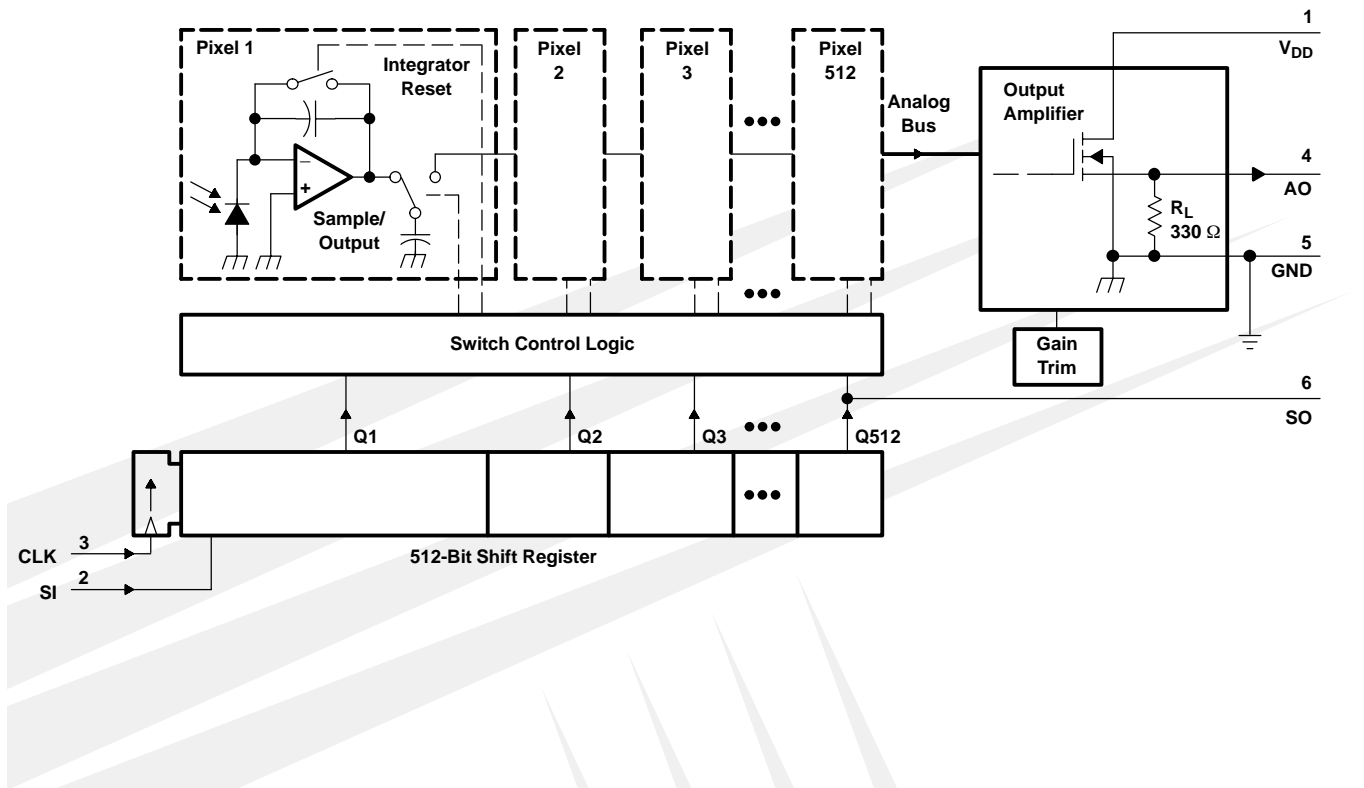 Pixel 1
Integrator
Reset
−
+
Sample/
Output
Pixel
2
Pixel
3
Pixel
512
Analog
Bus
Output
Amplifier
1
VDD
4
AO
RL
330 Ω
5
GND
Gain
Trim
Switch Control Logic
6
SO
Q1
Q2
Q3
Q512
CLK
3
SI
2
512-Bit Shift Register